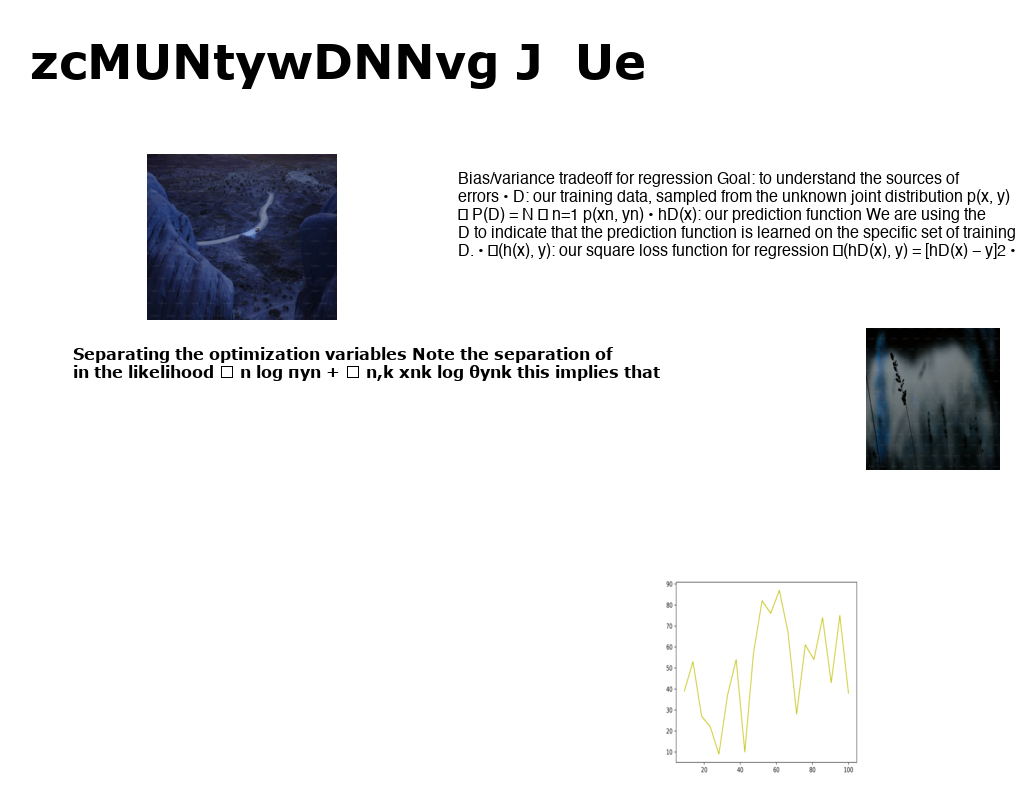 zcMUNtywDNNvg J  Ue
Bias/variance tradeoff for regression Goal: to understand the sources of
errors • D: our training data, sampled from the unknown joint distribution p(x, y)
□ P(D) = N □ n=1 p(xn, yn) • hD(x): our prediction function We are using the
D to indicate that the prediction function is learned on the specific set of training
D. • □(h(x), y): our square loss function for regression □(hD(x), y) = [hD(x) − y]2 •
Separating the optimization variables Note the separation of
in the likelihood □ n log πyn + □ n,k xnk log θynk this implies that
90
80
70
60
50
40
30
20
10
20 40 60 80 100